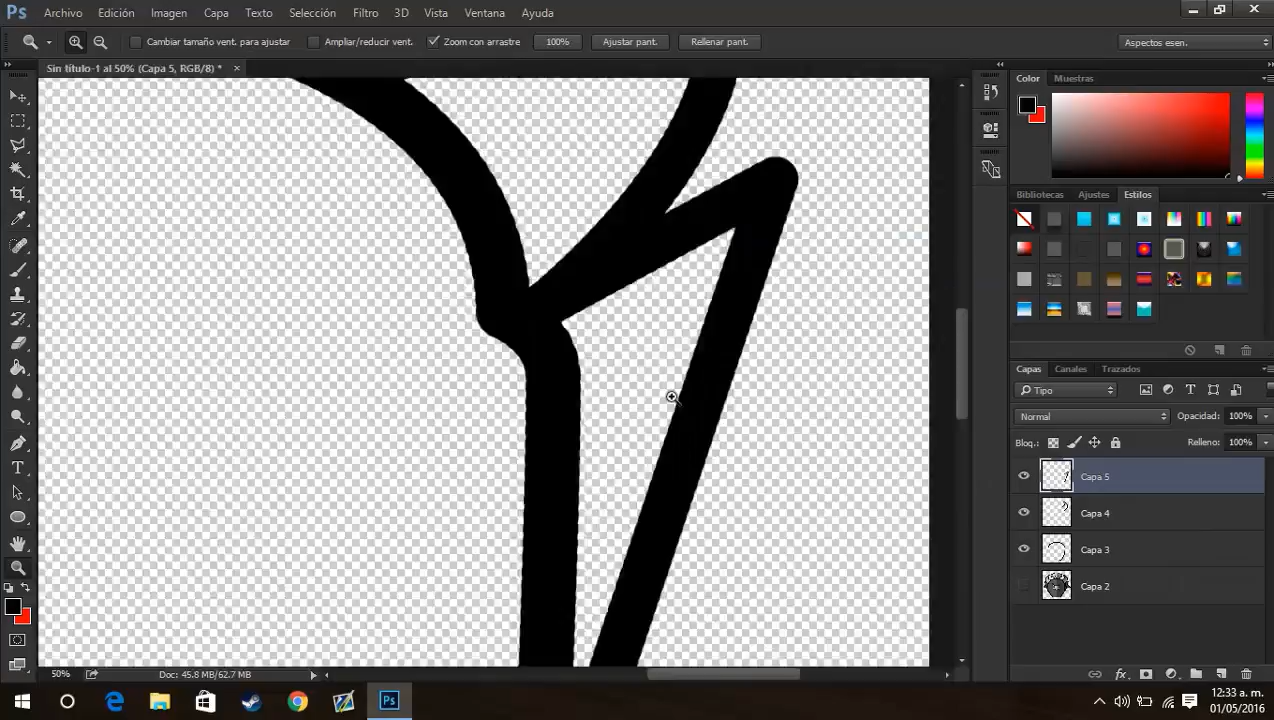 Ps Archivo Edición Imagen Capa Texto Selección Filtro 3D Vista Ventana Ayuda
Cambiar tamaño vent. para ajustar Ampliar/reducir vent. Zoom con arrastre 100% Ajustar pant. Rellenar pant. Aspectos esen.
Sin título-1 al 50% (Capa 5, RGB/8) * ×
Color Muestras
Bibliotecas Ajustes Estilos
Capas Canales Trazados
Tipo
Normal Opacidad: 100%
Bloq.: Relleno: 100%
Capa 5
Capa 4
Capa 3
Capa 2
50% Doc: 45.8 MB/62.7 MB
Ps 12:33 a. m.
01/05/2016